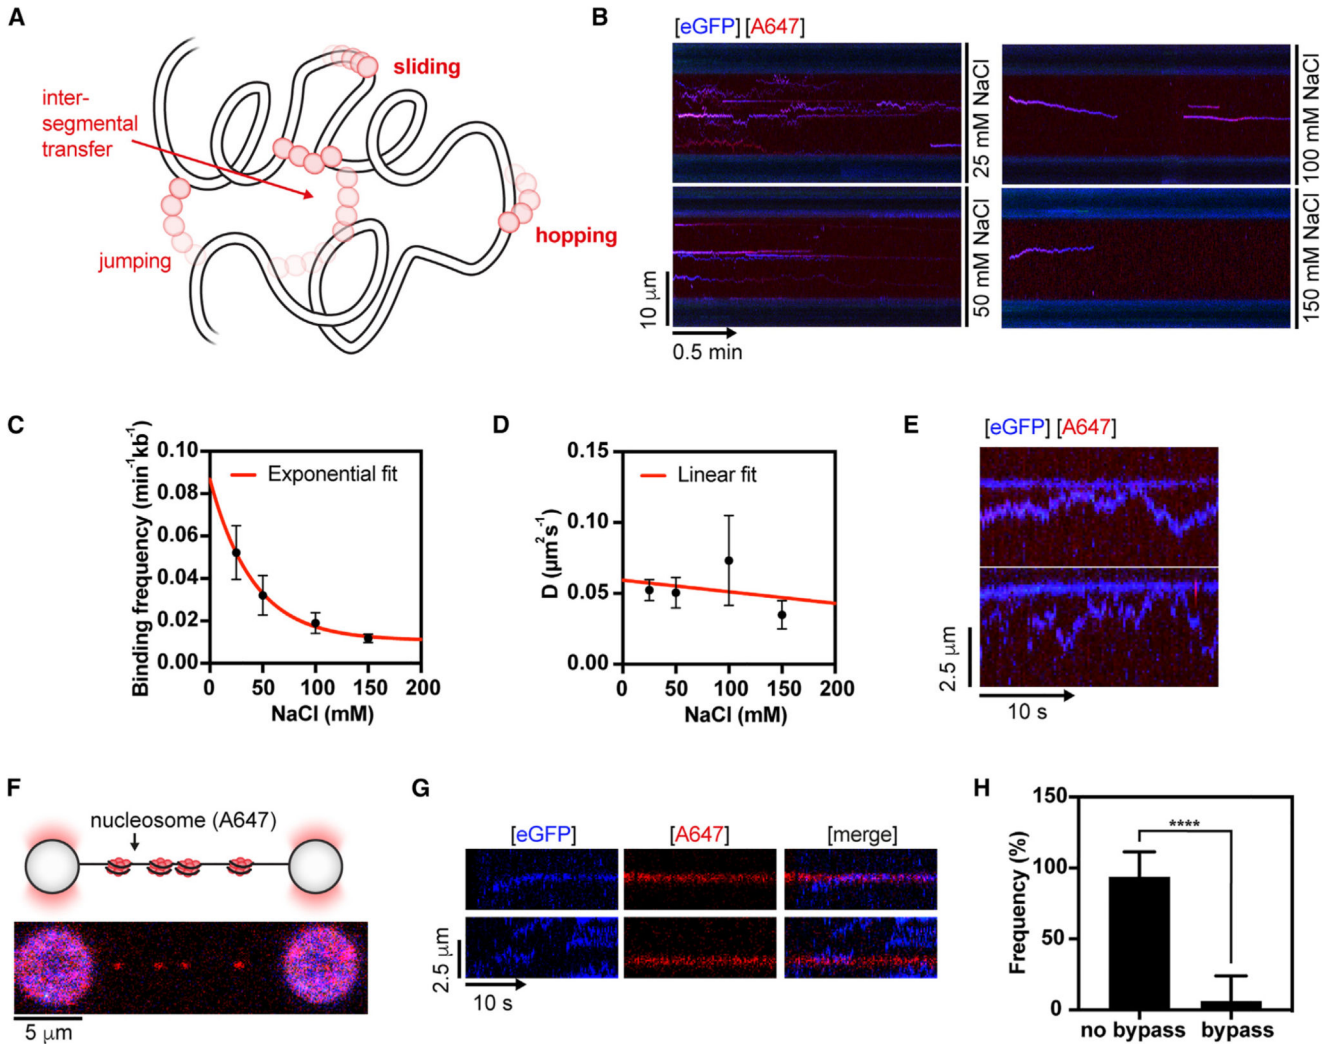 A
sliding
inter-
segmental
transfer
jumping
hopping
B
[eGFP] [A647]
25 mM NaCl
100 mM NaCl
50 mM NaCl
150 mM NaCl
10 μm
0.5 min
C
Binding frequency (min⁻¹kb⁻¹)
0.10
0.08
0.06
0.04
0.02
0.00
Exponential fit
0 50 100 150 200
NaCl (mM)
D
D (μm²s⁻¹)
0.15
0.10
0.05
0.00
Linear fit
0 50 100 150 200
NaCl (mM)
E
[eGFP] [A647]
2.5 μm
10 s
F
nucleosome (A647)
5 μm
G
[eGFP] [A647] [merge]
2.5 μm
10 s
H
Frequency (%)
150
100
50
0
****
no bypass bypass